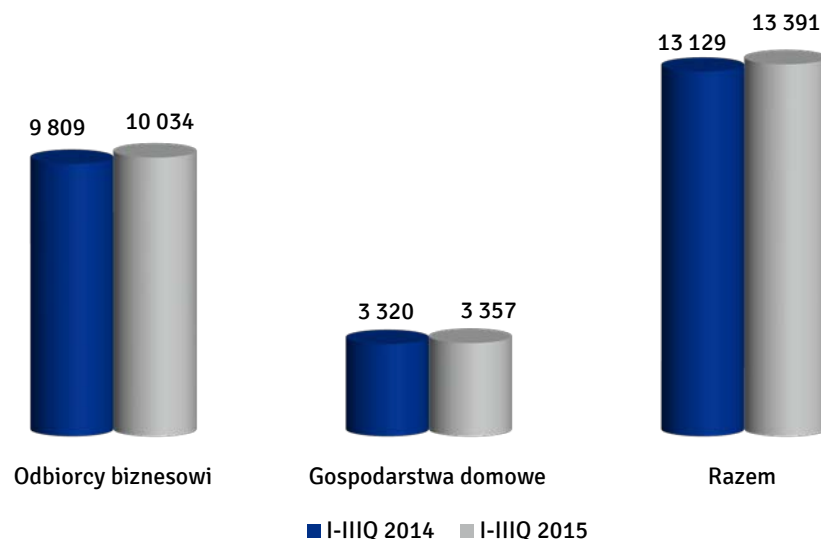 13 129
13 391
9 809
10 034
3 320
3 357
Odbiorcy biznesowi
Gospodarstwa domowe
Razem
I-IIIQ 2014
I-IIIQ 2015